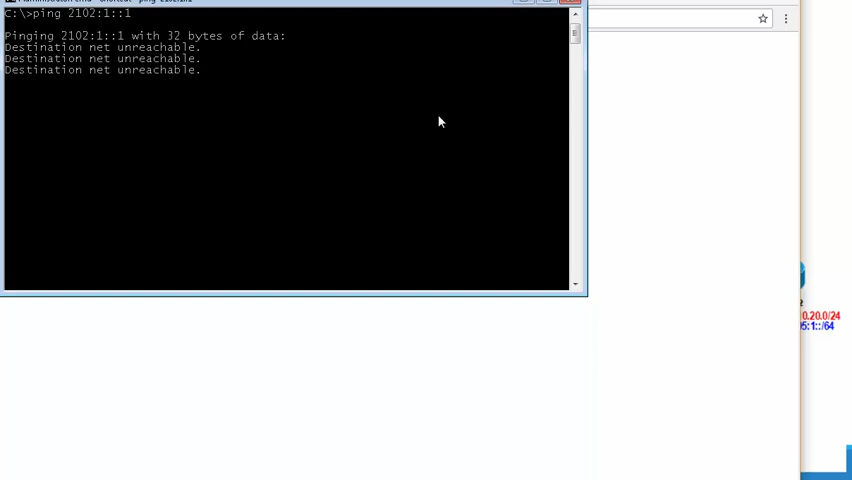 C:\>ping 2102:1::1
Pinging 2102:1::1 with 32 bytes of data:
Destination net unreachable.
Destination net unreachable.
Destination net unreachable.
0.20.0/24
05:1::/64